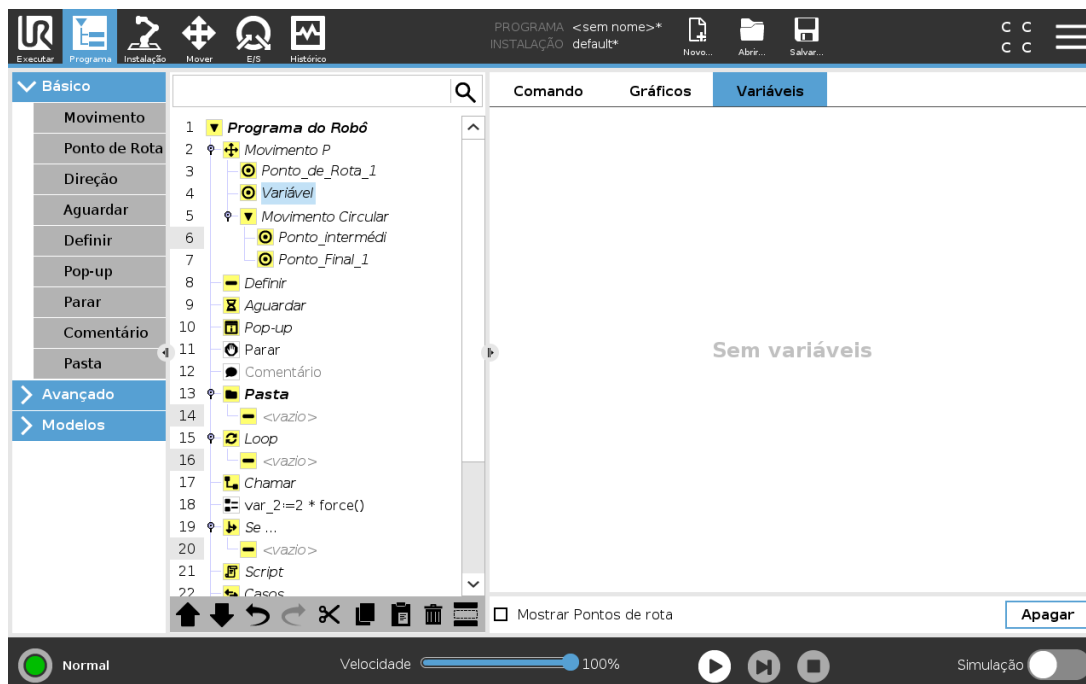 PROGRAMA <sem nome>*
INSTALAÇÃO default*
UR
Executar Programa Instalação Mover E/S Histórico Novo... Abrir... Salvar...
C C
C C
Básico
Movimento
Ponto de Rota
Direção
Aguardar
Definir
Pop-up
Parar
Comentário
Pasta
Avançado
Modelos
1 Programa do Robô
2 Movimento P
3 Ponto_de_Rota_1
4 Variável
5 Movimento Circular
6 Ponto_intermédi
7 Ponto_Final_1
8 Definir
9 Aguardar
10 Pop-up
11 Parar
12 Comentário
13 Pasta
14 <vazio>
15 Loop
16 <vazio>
17 Chamar
18 var_2:=2 * force()
19 Se ...
20 <vazio>
21 Script
22 Casos
Comando Gráficos Variáveis
Sem variáveis
Mostrar Pontos de rota Apagar
Normal Velocidade 100% Simulação